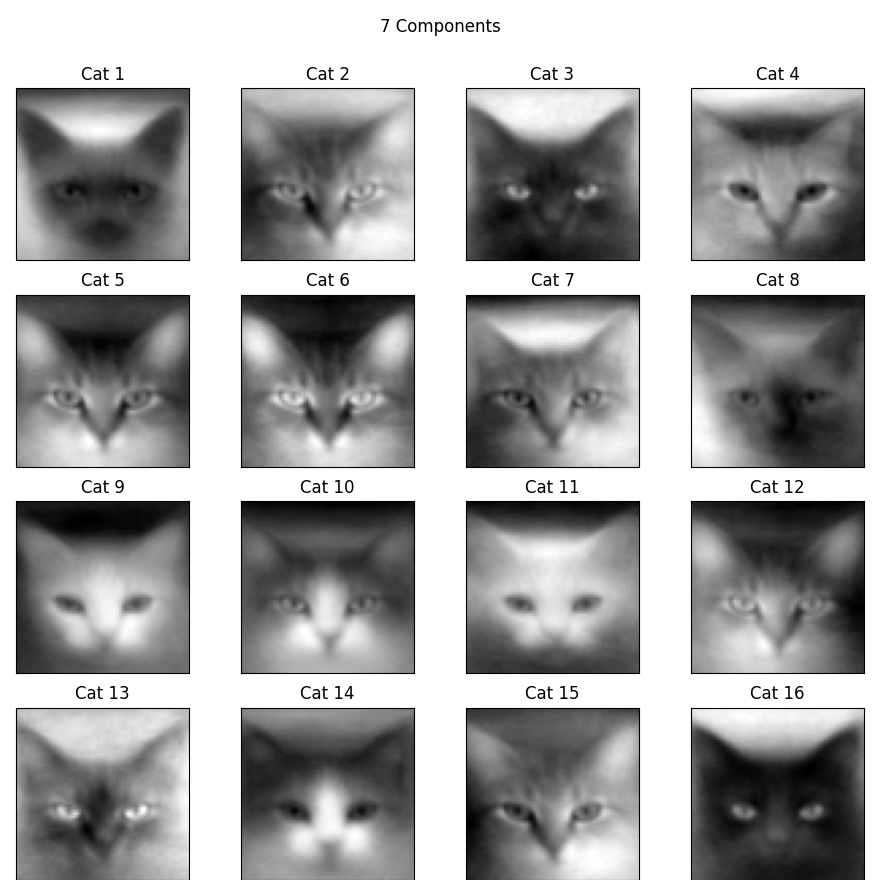 7 Components
Cat 1
Cat 2
Cat 3
Cat 4
Cat 5
Cat 6
Cat 7
Cat 8
Cat 9
Cat 10
Cat 11
Cat 12
Cat 13
Cat 14
Cat 15
Cat 16